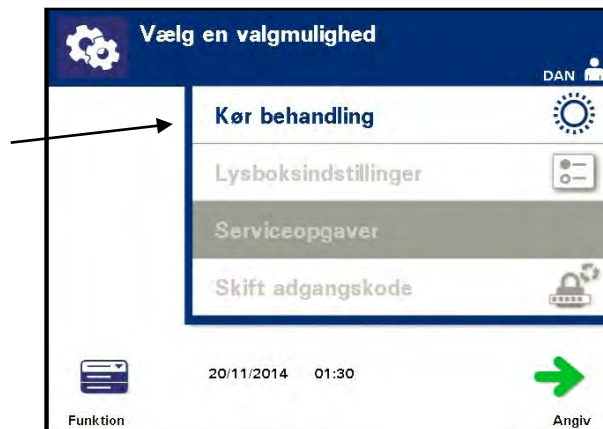 Vælg en valgmulighed
DAN
Kør behandling
Lysboksindstillinger
Serviceopgaver
Skift adgangskode
20/11/2014 01:30
Funktion
Angiv